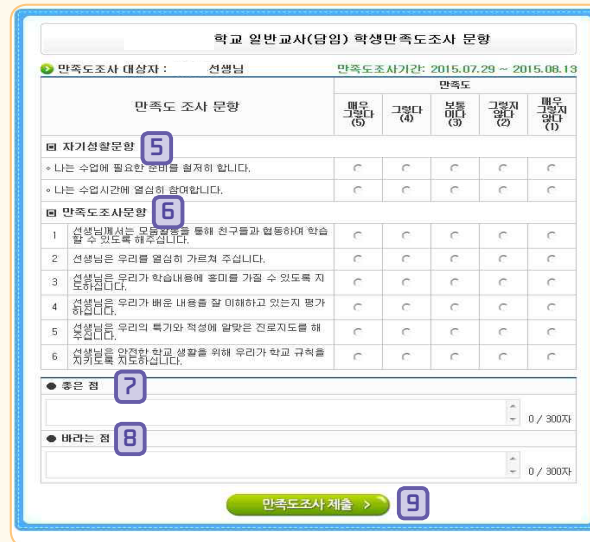 학교 일반교사(담임) 학생만족도조사 문항
만족도조사 대상자 : 선생님
만족도조사기간: 2015.07.29 ~ 2015.08.13
만족도 조사 문항
만족도
매우
그렇다
(5)
그렇다
(4)
보통
이다
(3)
그렇지
않다
(2)
매우
그렇지
않다
(1)
자기성찰문항 5
나는 수업에 필요한 준비를 철저히 합니다.
나는 수업시간에 열심히 참여합니다.
만족도조사문항 6
1 선생님께서는 모둠활동을 통해 친구들과 협동하여 학습
할 수 있도록 해주십니다.
2 선생님은 우리를 열심히 가르쳐 주십니다.
3 선생님은 우리가 학습내용에 흥미를 가질 수 있도록 지
도하십니다.
4 선생님은 우리가 배운 내용을 잘 이해하고 있는지 평가
하십니다.
5 선생님은 우리의 특기와 적성에 알맞은 진로지도를 해
주십니다.
6 선생님은 안전한 학교 생활을 위해 우리가 학교 규칙을
지키도록 지도하십니다.
● 좋은 점 7
0 / 300자
● 바라는 점 8
0 / 300자
만족도조사 제출 > 9